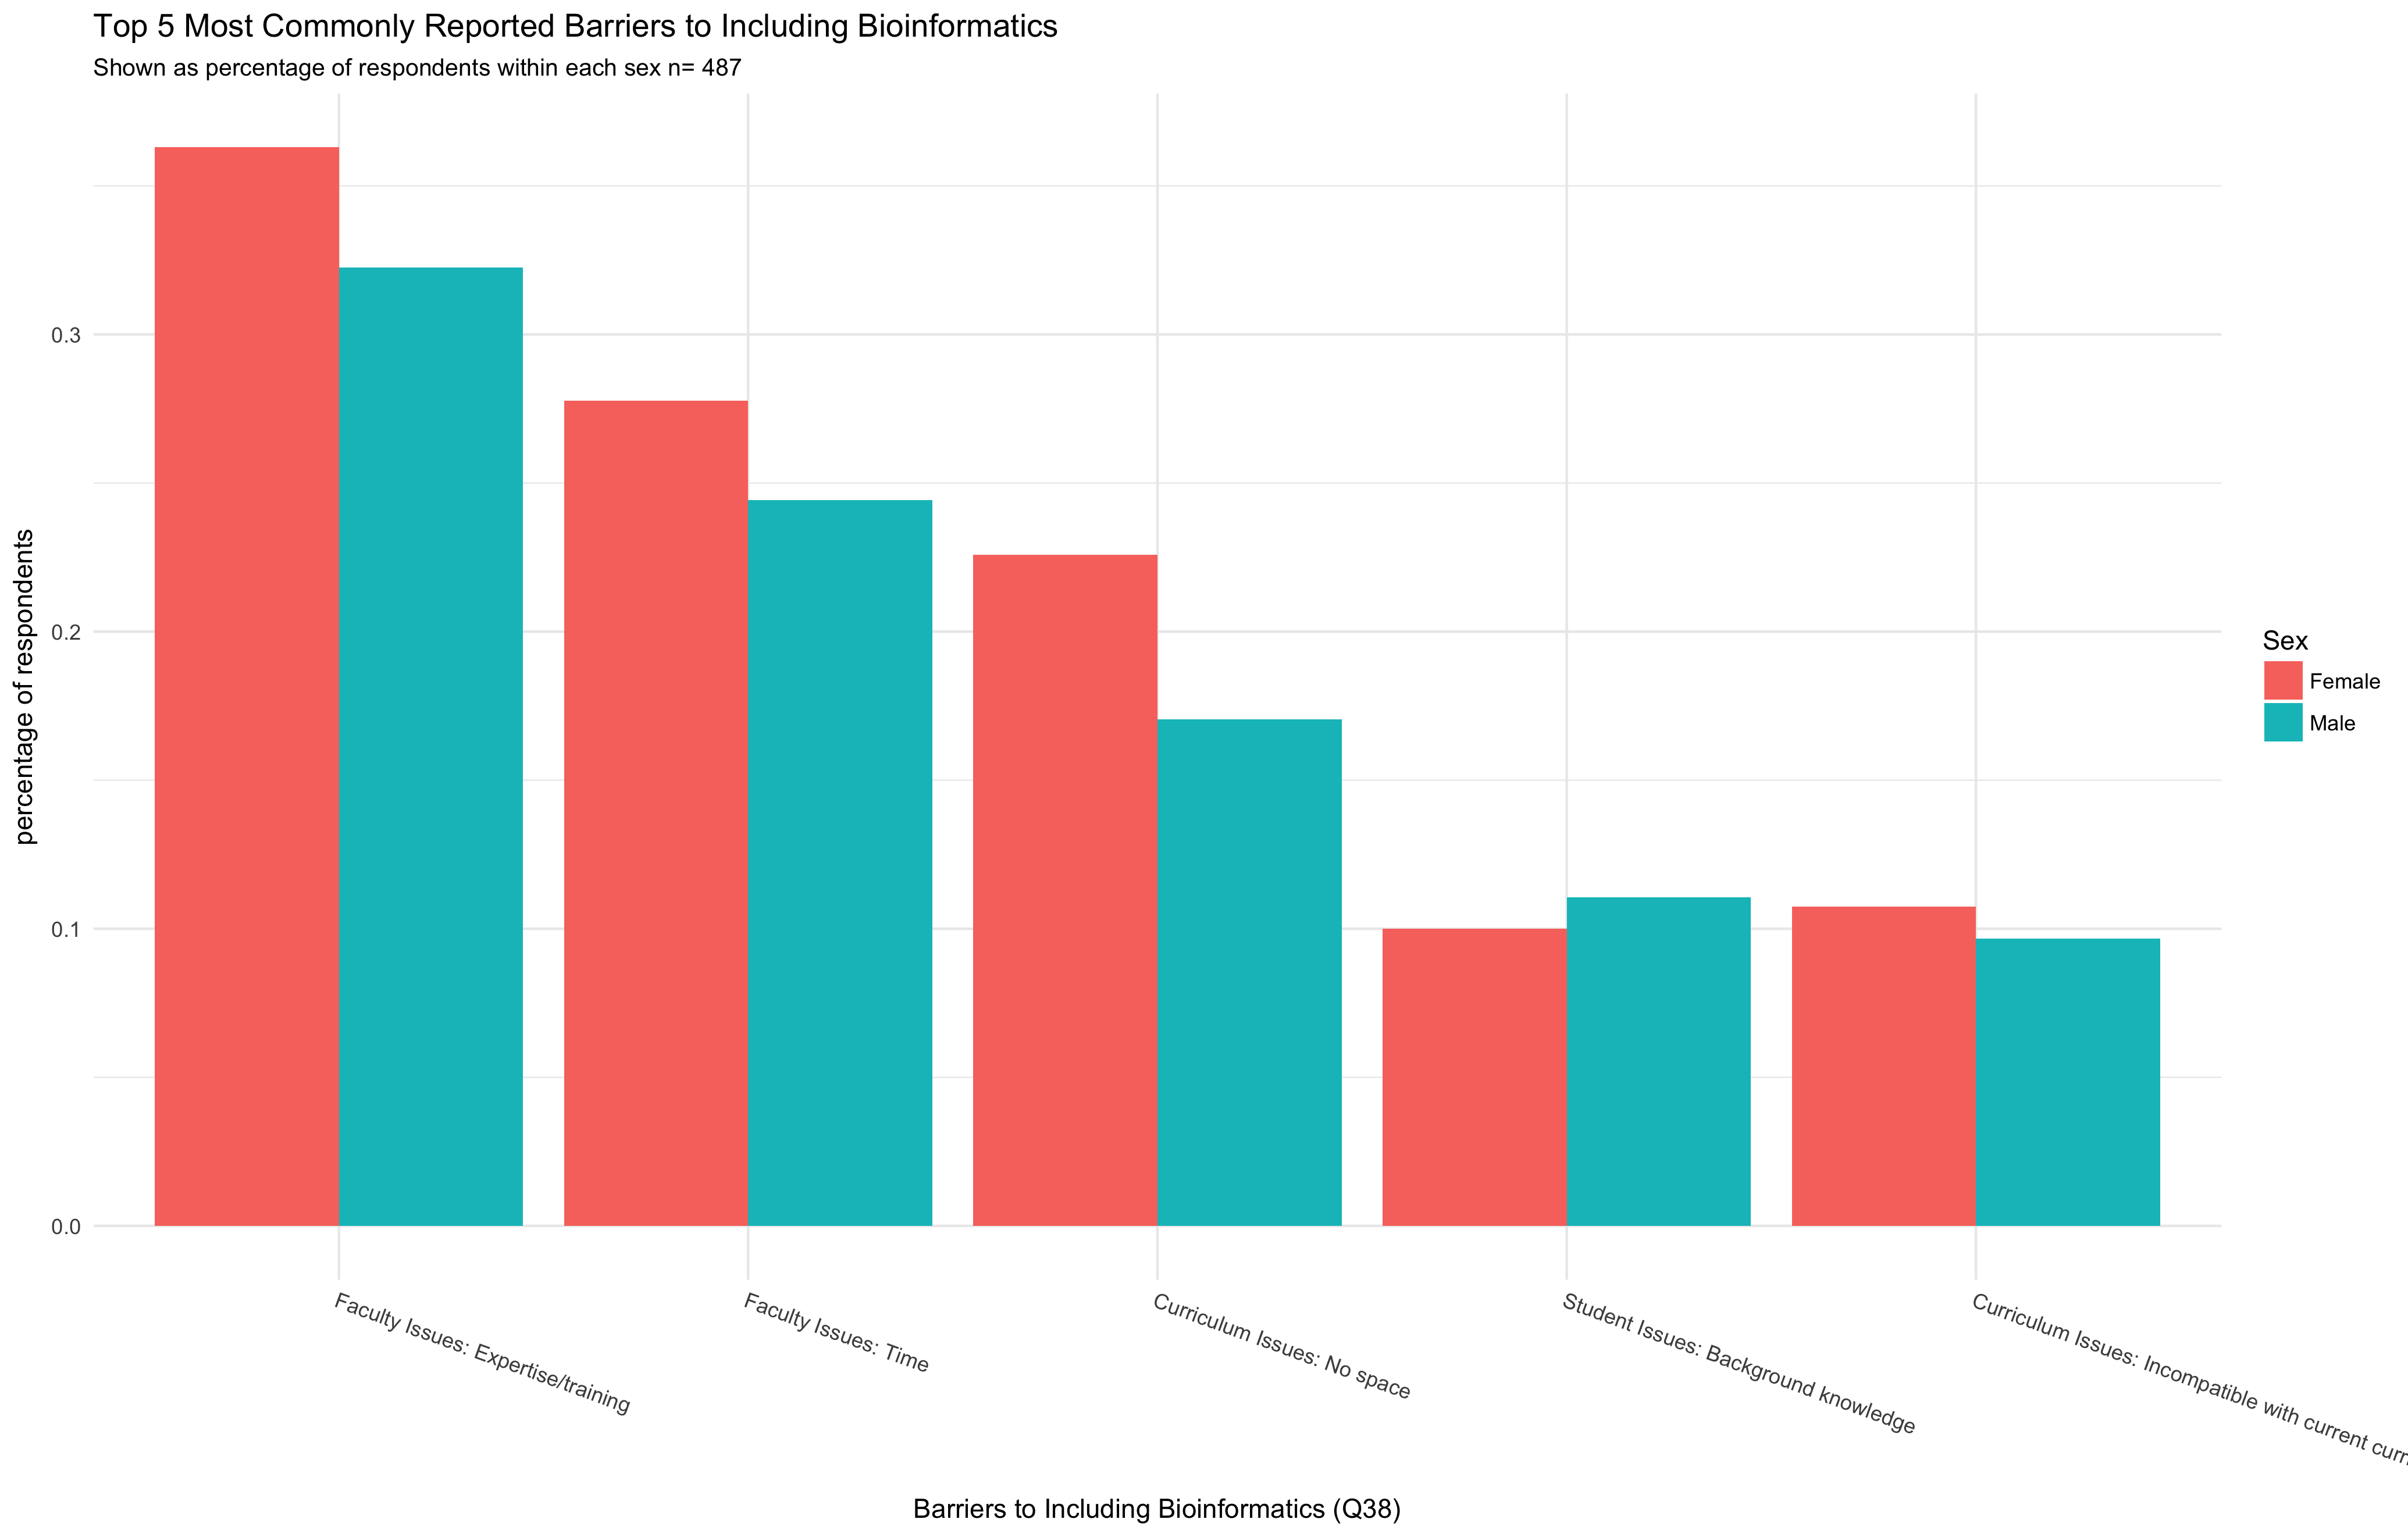 Top 5 Most Commonly Reported Barriers to Including Bioinformatics
Shown as percentage of respondents within each sex n= 487
percentage of respondents
0.3
0.2
0.1
0.0
Sex
Female
Male
Faculty Issues: Expertise/training
Faculty Issues: Time
Curriculum Issues: No space
Student Issues: Background knowledge
Curriculum Issues: Incompatible with current
Barriers to Including Bioinformatics (Q38)